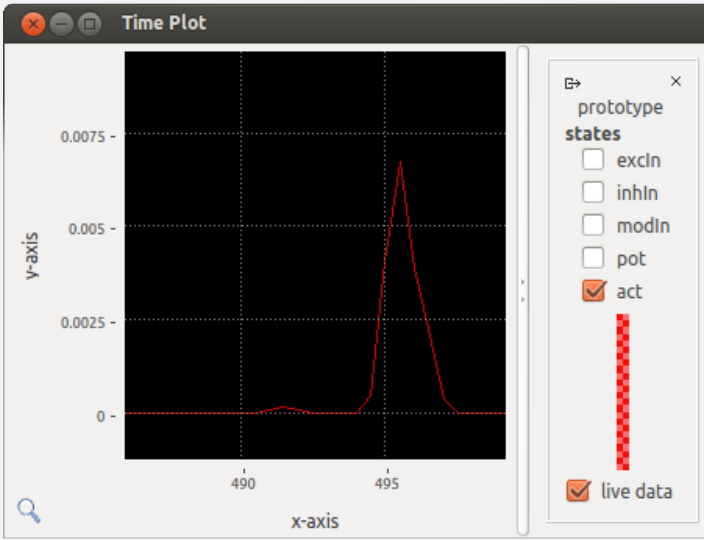 Time Plot
0.0075 -
0.005 -
0.0025 -
0 -
y-axis
490
495
x-axis
prototype
states
excIn
inhIn
modIn
pot
act
live data